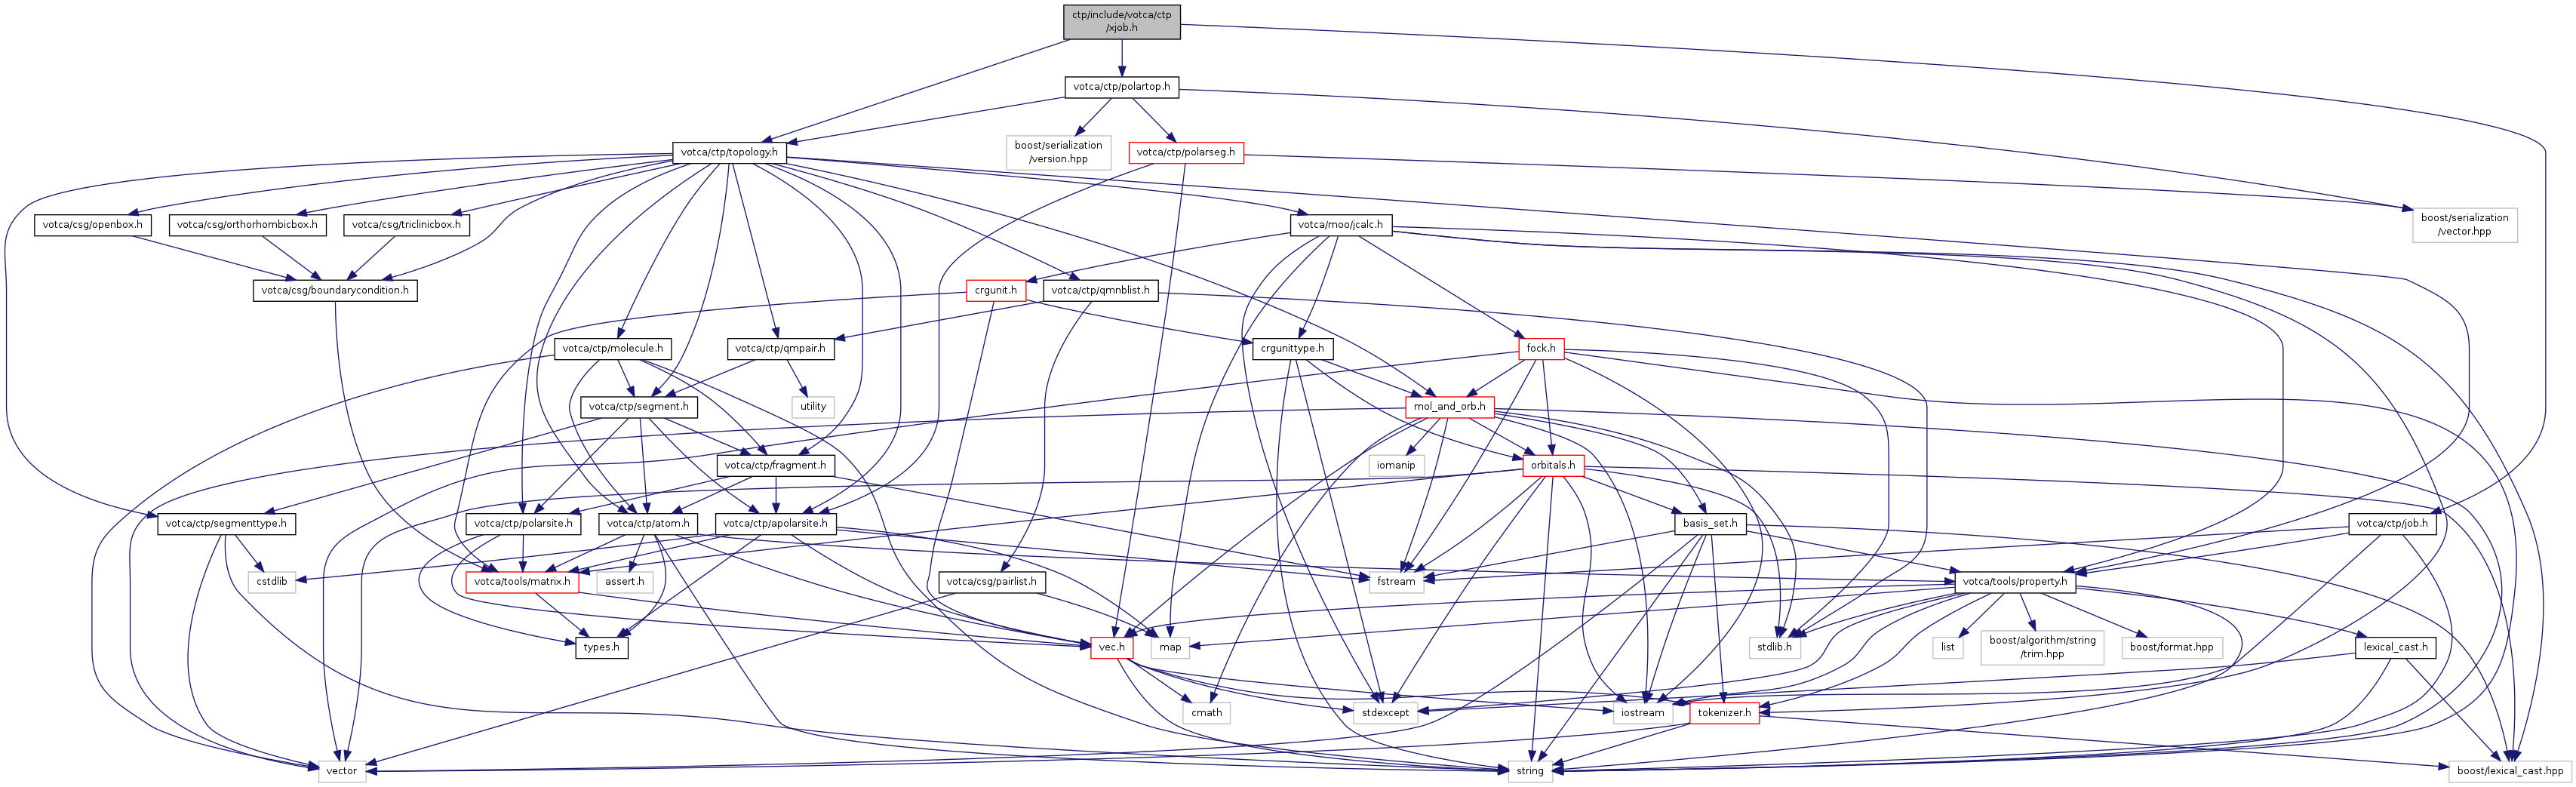 ctp/include/votca/ctp
/xjob.h
votca/ctp/polartop.h
boost/serialization
/version.hpp
votca/ctp/topology.h
votca/ctp/polarseg.h
votca/csg/openbox.h
votca/csg/orthorhombicbox.h
votca/csg/triclinicbox.h
votca/moo/jcalc.h
boost/serialization
/vector.hpp
votca/csg/boundarycondition.h
crgunit.h
votca/ctp/qmnblist.h
votca/ctp/molecule.h
votca/ctp/qmpair.h
crgunittype.h
fock.h
votca/ctp/segment.h
utility
mol_and_orb.h
votca/ctp/fragment.h
iomanip
orbitals.h
votca/ctp/segmenttype.h
votca/ctp/polarsite.h
votca/ctp/atom.h
votca/ctp/apolarsite.h
basis_set.h
votca/ctp/job.h
cstdlib
votca/tools/matrix.h
assert.h
votca/csg/pairlist.h
fstream
votca/tools/property.h
types.h
vec.h
map
stdlib.h
list
boost/algorithm/string
/trim.hpp
boost/format.hpp
lexical_cast.h
cmath
stdexcept
iostream
tokenizer.h
vector
string
boost/lexical_cast.hpp